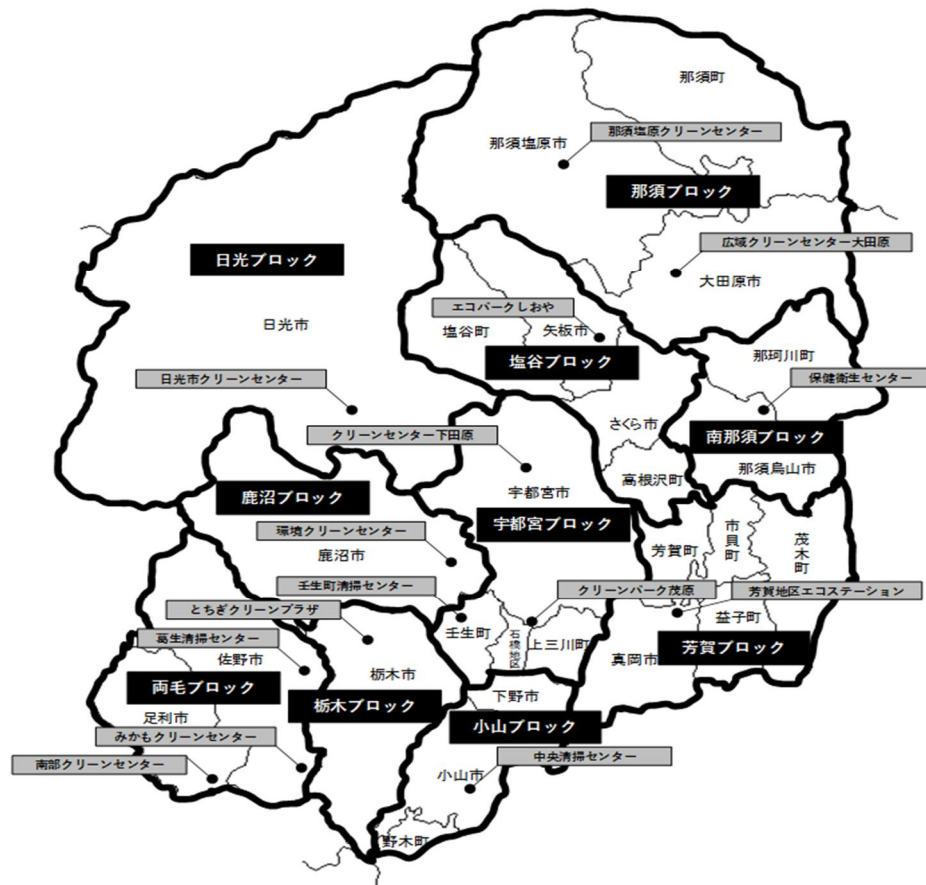 那須町
那須塩原クリーンセンター
那須塩原市
那須ブロック
広域クリーンセンター大田原
日光ブロック
大田原市
エコパークしおや
日光市
塩谷町
矢板市
那珂川町
塩谷ブロック
日光市クリーンセンター
保健衛生センター
さくら市
クリーンセンター下田原
南那須ブロック
那須烏山市
高根沢町
宇都宮市
鹿沼ブロック
宇都宮ブロック
環境クリーンセンター
市貝町
茂木町
芳賀町
鹿沼市
壬生町清掃センター
クリーンパーク茂原
芳賀地区エコステーション
とちぎクリーンプラザ
益子町
葛生清掃センター
壬生町
石橋地区
上三川町
芳賀ブロック
佐野市
真岡市
栃木市
両毛ブロック
下野市
栃木ブロック
足利市
小山ブロック
みかもクリーンセンター
中央清掃センター
南部クリーンセンター
小山市
野木町